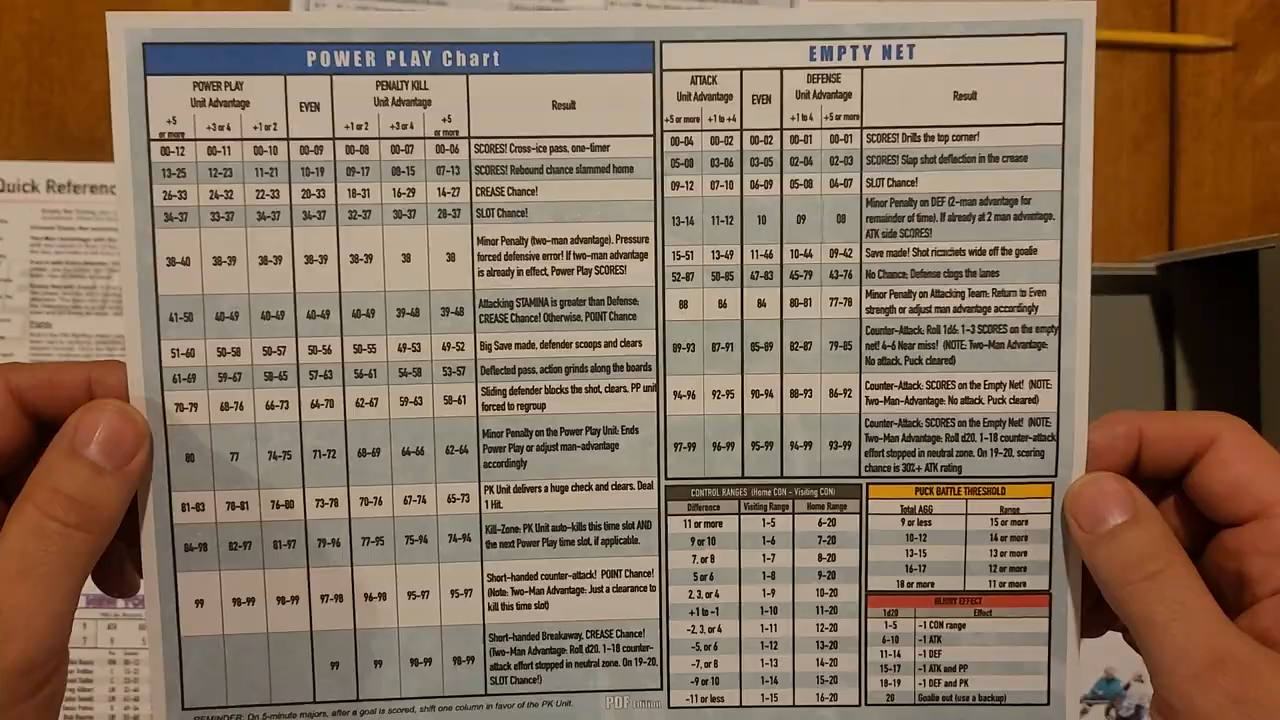 POWER PLAY Chart
POWER PLAY
Unit Advantage
EVEN
PENALTY KILL
Unit Advantage
Result
+5 or more
+3 or 4
+1 or 2
+1 or 2
+3 or 4
+5 or more
00-12 00-11 00-10 00-09 00-08 00-07 00-06 SCORES! Cross-ice pass, one-timer
13-25 12-23 11-21 10-19 09-17 08-15 07-13 SCORES! Rebound chance slammed home
26-33 24-32 22-33 20-33 18-31 16-29 14-27 CREASE Chance!
34-37 33-37 34-37 34-37 32-37 30-37 28-37 SLOT Chance!
Minor Penalty (two-man advantage). Pressure
38-40 38-39 38-39 38-39 38-39 38 38 forced defensive error! If two-man advantage
is already in effect, Power Play SCORES!
41-50 40-49 40-49 40-49 40-49 39-48 39-48 Attacking STAMINA is greater than Defense:
CREASE Chance! Otherwise, POINT Chance
51-60 50-58 50-57 50-56 50-55 49-53 49-52 Big Save made, defender scoops and clears
61-69 59-67 58-65 57-63 56-61 54-58 53-57 Deflected pass, action grinds along the boards
70-79 68-76 66-73 64-70 62-67 59-63 58-61 Sliding defender blocks the shot, clears. PP unit
forced to regroup
Minor Penalty on the Power Play Unit: Ends
80 77 74-75 71-72 68-69 64-66 62-64 Power Play or adjust man-advantage
accordingly
81-83 78-81 76-80 73-78 70-76 67-74 65-73 PK Unit delivers a huge check and clears. Deal
1 Hit.
84-98 82-97 81-97 79-96 77-95 75-94 74-94 Kill-Zone: PK Unit auto-kills this time slot AND
the next Power Play time slot, if applicable.
Short-handed counter-attack! POINT Chance!
99 98-99 98-99 97-98 96-98 95-97 95-97 (Note: Two-Man Advantage: Just a clearance to
kill this time slot)
Short-handed Breakaway. CREASE Chance!
99 99 98-99 98-99 (Two-Man Advantage: Roll d20. 1-18 counter-
attack effort stopped in neutral zone. On 19-20,
SLOT Chance!)
REMINDER: On 5-minute majors, after a goal is scored, shift one column in favor of the PK Unit.
PDF Edition
EMPTY NET
ATTACK
Unit Advantage
EVEN
DEFENSE
Unit Advantage
Result
+5 or more
+1 to +4
+1 to 4
+5 or more
00-04 00-02 00-02 00-01 00-01 SCORES! Drills the top corner!
05-08 03-06 03-05 02-04 02-03 SCORES! Slap shot deflection in the crease
09-12 07-10 06-09 05-08 04-07 SLOT Chance!
Minor Penalty on DEF (2-man advantage for
13-14 11-12 10 09 08 remainder of time). If already at 2 man advantage,
ATK side SCORES!
15-51 13-49 11-46 10-44 09-42 Save made! Shot ricochets wide off the goalie
52-87 50-85 47-83 45-79 43-76 No Chance; Defense clogs the lanes
88 86 84 80-81 77-78 Minor Penalty on Attacking Team: Return to Even
strength or adjust man advantage accordingly
Counter-Attack: Roll 1d6: 1-3 SCORES on the empty
89-93 87-91 85-89 82-87 79-85 net! 4-6 Near miss! (NOTE: Two-Man Advantage:
No attack. Puck cleared)
94-96 92-95 90-94 88-93 86-92 Counter-Attack: SCORES on the Empty Net! (NOTE:
Two-Man-Advantage: No attack, Puck cleared)
Counter-Attack: SCORES on the Empty Net! (NOTE:
97-99 96-99 95-99 94-99 93-99 Two-Man Advantage: Roll d20. 1-18 counter-attack
effort stopped in neutral zone. On 19-20, scoring
chance is 30%+ ATK rating
CONTROL RANGES (Home CON - Visiting CON)
Difference Visiting Range Home Range
11 or more 1-5 6-20
9 or 10 1-6 7-20
7, or 8 1-7 8-20
5 or 6 1-8 9-20
2, 3, or 4 1-9 10-20
+1 to -1 1-10 11-20
-2, 3, or 4 1-11 12-20
-5, or 6 1-12 13-20
-7, or 8 1-13 14-20
-9 or 10 1-14 15-20
-11 or less 1-15 16-20
PUCK BATTLE THRESHOLD
Total AGG Range
9 or less 15 or more
10-12 14 or more
13-15 13 or more
16-17 12 or more
18 or more 11 or more
INJURY EFFECT
1d20 Effect
1-5 -1 CON range
6-10 -1 ATK
11-14 -1 DEF
15-17 -1 ATK and PP
18-19 -1 DEF and PK
20 Goalie out (use a backup)
Quick Referenc